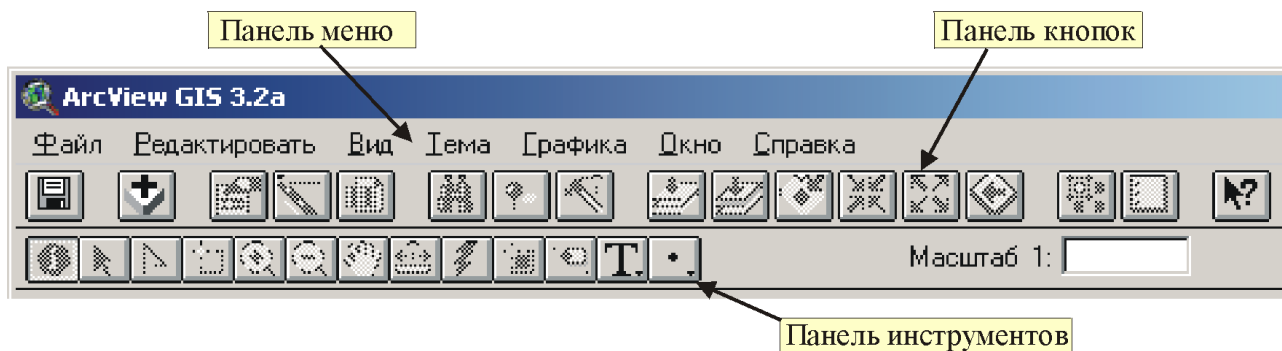 Панель меню
Панель кнопок
ArcView GIS 3.2a
Файл Редактировать Вид Тема Графика Окно Справка
?
T
Масштаб 1:
Панель инструментов